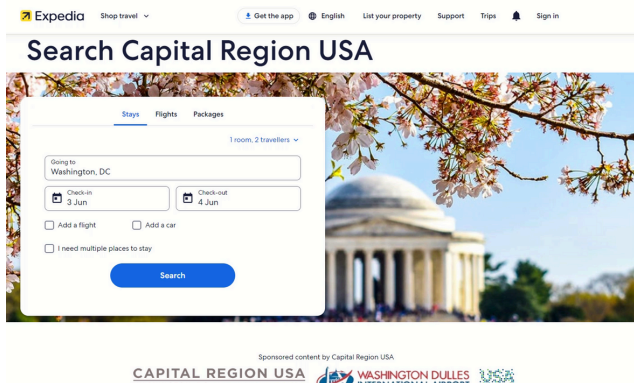 Expedia
Shop travel
Get the app
English
List your property
Support
Trips
Sign in
Search Capital Region USA
Stays
Flights
Packages
1 room, 2 travellers
Going to
Washington, DC
Check-in
3 Jun
Check-out
4 Jun
Add a flight
Add a car
I need multiple places to stay
Search
Sponsored content by Capital Region USA
CAPITAL REGION USA
WASHINGTON DULLES
INTERNATIONAL AIRPORT
USA